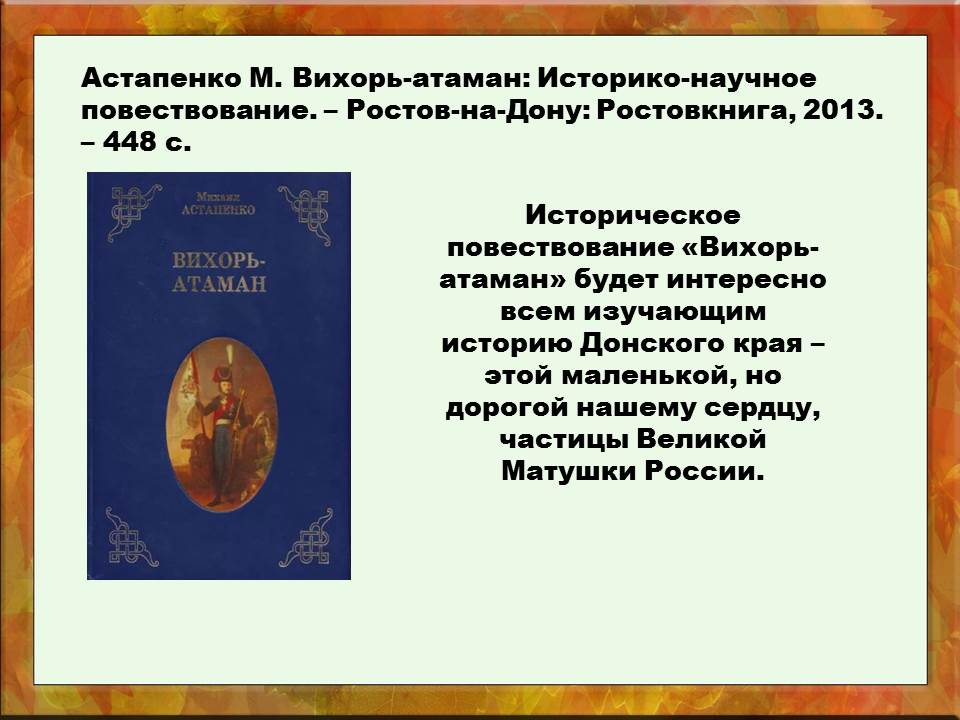 Астапенко М. Вихорь-атаман: Историко-научное
повествование. – Ростов-на-Дону: Ростовкнига, 2013.
– 448 с.
Михаил
АСТАПЕНКО
ВИХОРЬ-
АТАМАН
Историческое
повествование «Вихорь-
атаман» будет интересно
всем изучающим
историю Донского края –
этой маленькой, но
дорогой нашему сердцу,
частицы Великой
Матушки России.